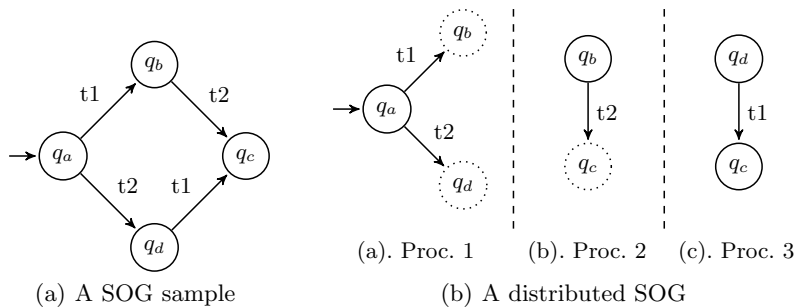 q_b
t1
t2
q_a
q_c
t2
t1
q_d
(a) A SOG sample
q_b
t1
q_a
t2
q_d
(a). Proc. 1
q_b
t2
q_c
(b). Proc. 2
q_d
t1
q_c
(c). Proc. 3
(b) A distributed SOG